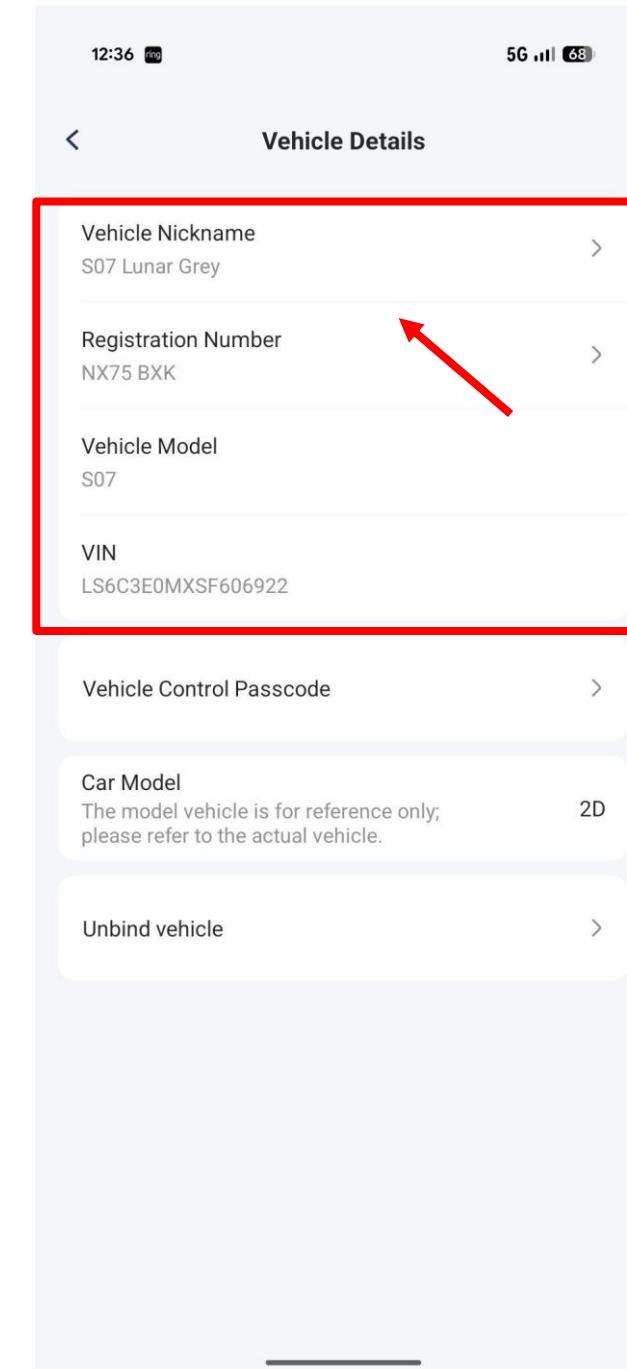 12:36 ring 5G 68
Vehicle Details
Vehicle Nickname
S07 Lunar Grey
Registration Number
NX75 BXK
Vehicle Model
S07
VIN
LS6C3E0MXSF606922
Vehicle Control Passcode
Car Model
The model vehicle is for reference only;
please refer to the actual vehicle.
2D
Unbind vehicle